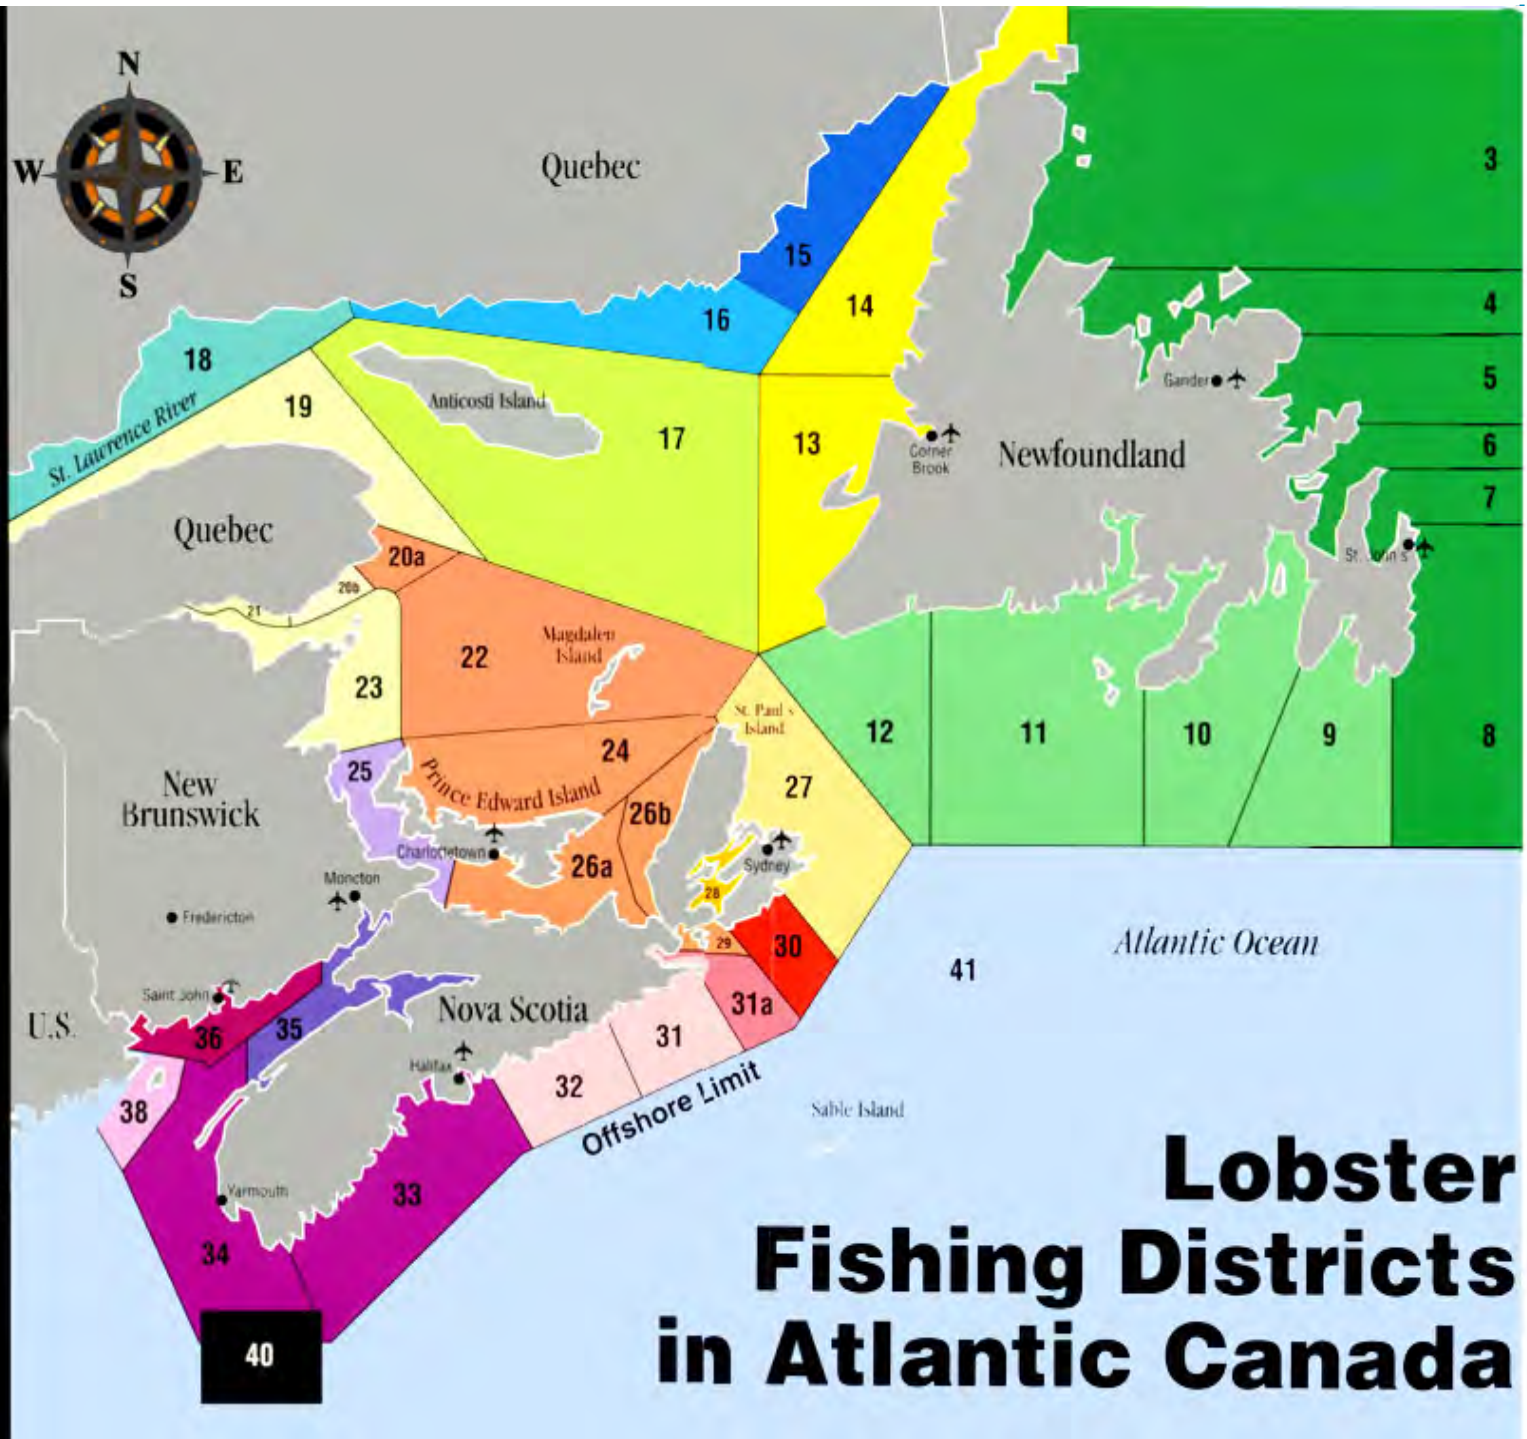 N
W
E
S
Quebec
3
15
4
14
16
18
5
Gander
19
Anticosti Island
17
13
6
St. Lawrence River
Corner
Brook
Newfoundland
7
Quebec
20a
St. John's
20b
21
Magdalen
Island
22
23
St. Paul's
Island
12
11
10
9
8
24
25
Prince Edward Island
New
Brunswick
27
26b
Charlottetown
26a
Sydney
Moncton
28
Fredericton
29
30
Atlantic Ocean
41
Saint John
31a
Nova Scotia
U.S.
36
35
31
Halifax
32
38
Offshore Limit
Sable Island
Yarmouth
33
34
40
Lobster
Fishing Districts
in Atlantic Canada